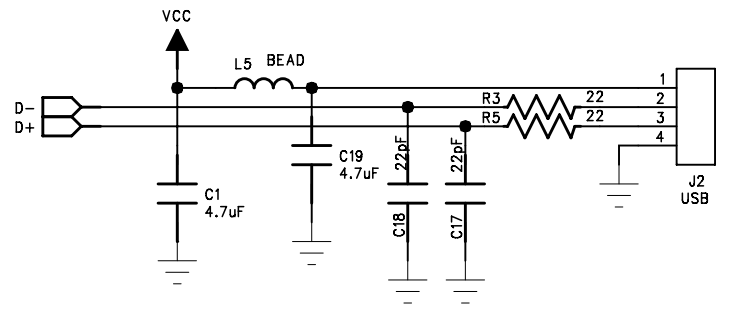 VCC
L5 BEAD
1
D- R3 22 2
D+ R5 22 3
4
22pF 22pF
C19
4.7uF
J2
USB
C1
4.7uF
C18 C17